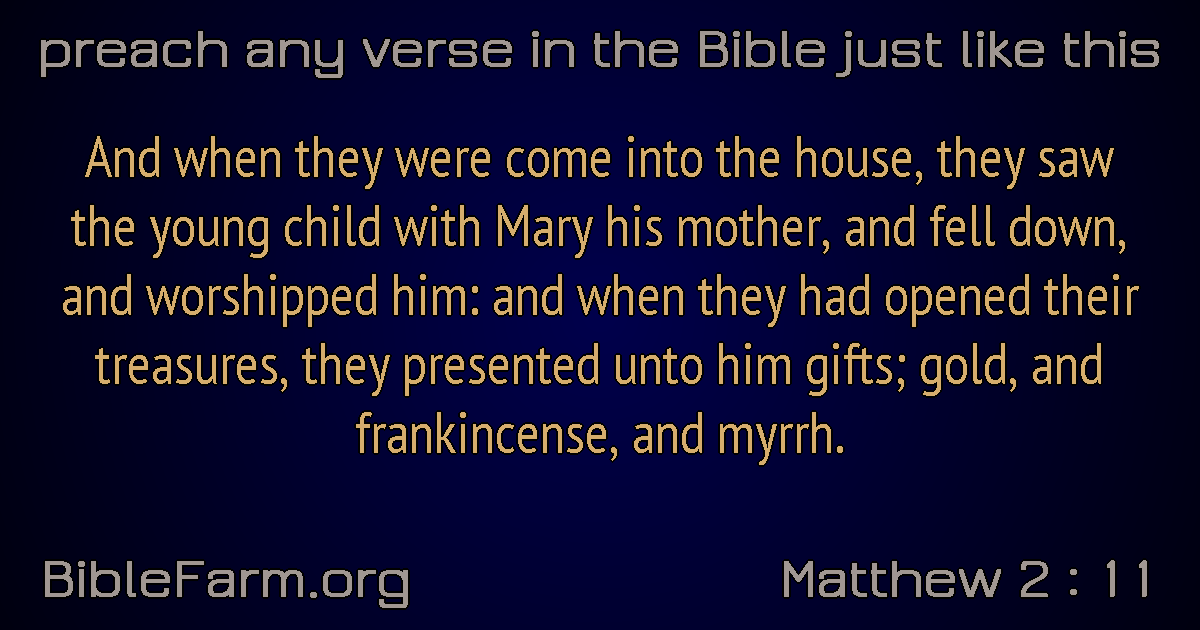 preach any verse in the Bible just like this
And when they were come into the house, they saw
the young child with Mary his mother, and fell down,
and worshipped him: and when they had opened their
treasures, they presented unto him gifts; gold, and
frankincense, and myrrh.
BibleFarm.org
Matthew 2 : 11